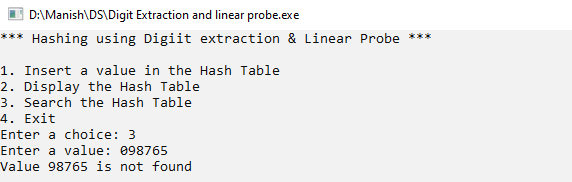 D:\Manish\DS\Digit Extraction and linear probe.exe
*** Hashing using Digiit extraction & Linear Probe ***
1. Insert a value in the Hash Table
2. Display the Hash Table
3. Search the Hash Table
4. Exit
Enter a choice: 3
Enter a value: 098765
Value 98765 is not found